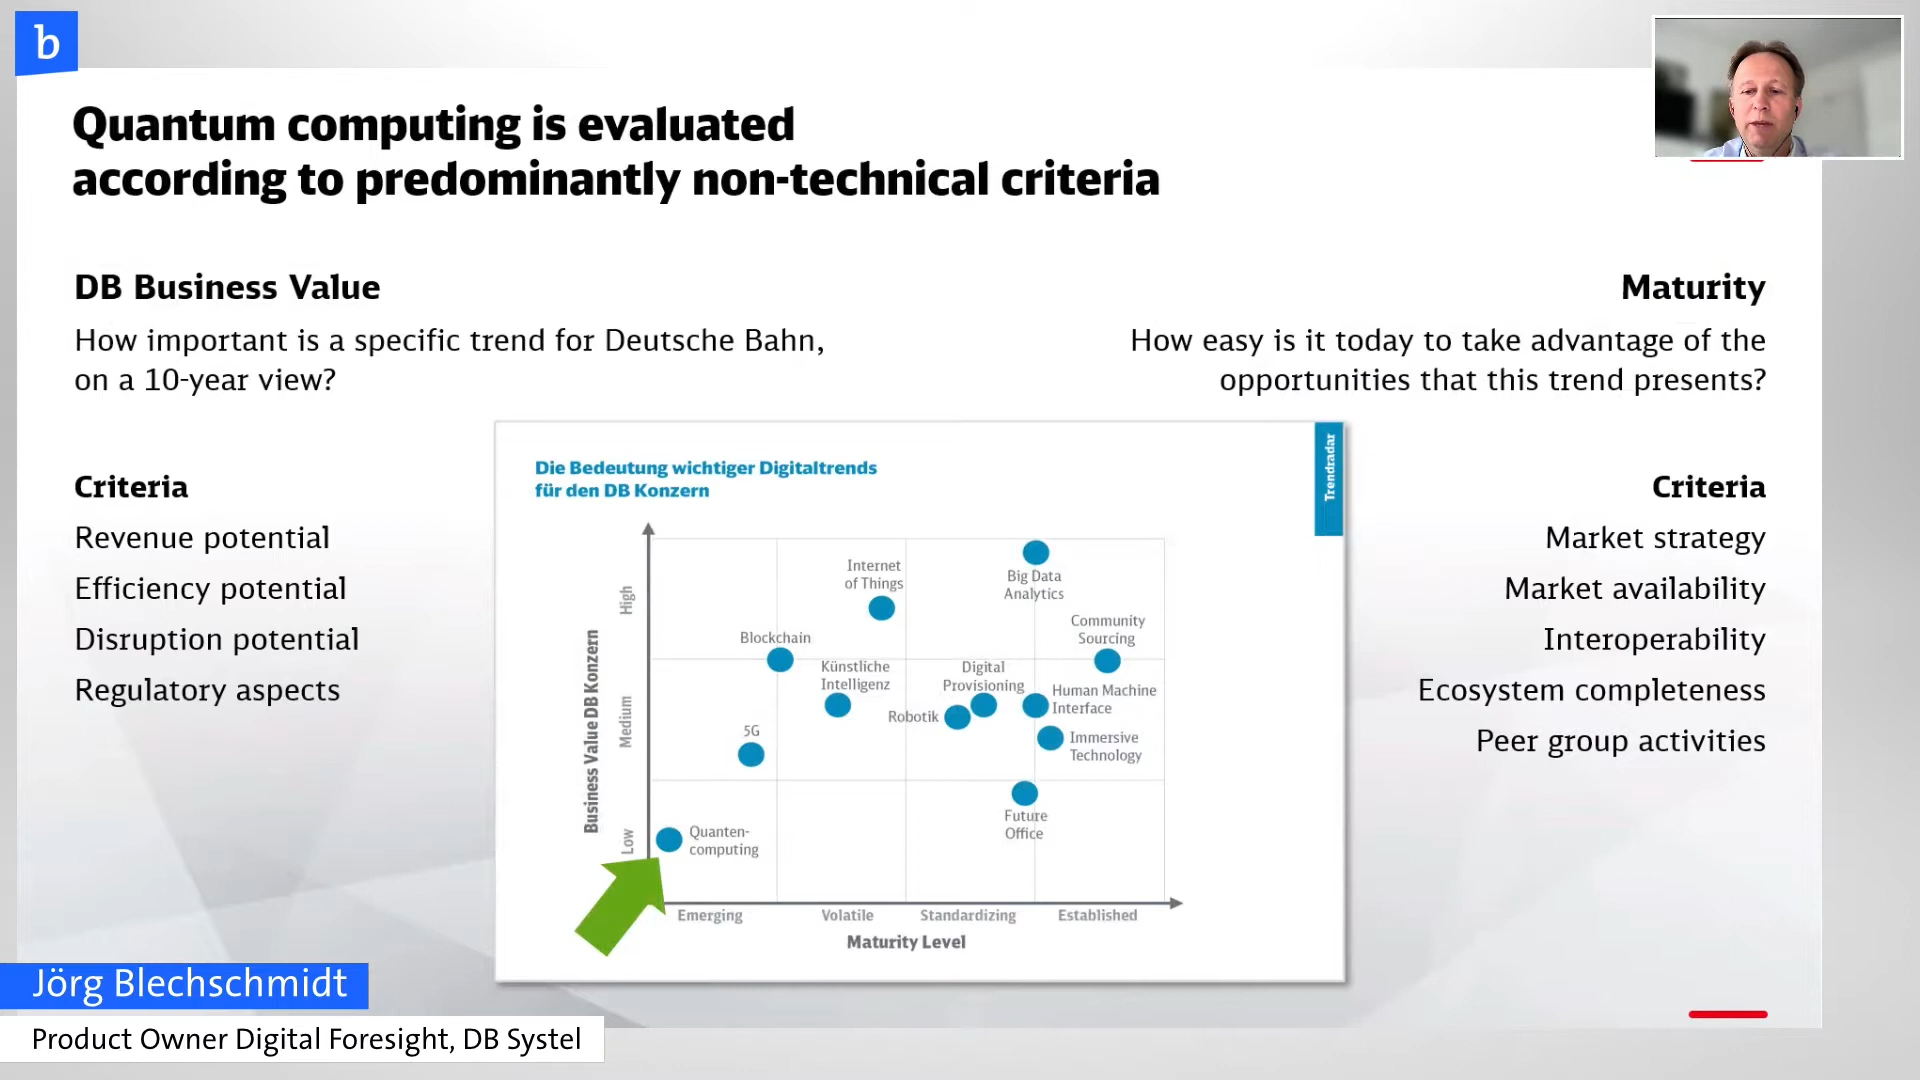 b
Quantum computing is evaluated
according to predominantly non-technical criteria
DB Business Value
How important is a specific trend for Deutsche Bahn,
on a 10-year view?
Criteria
Revenue potential
Efficiency potential
Disruption potential
Regulatory aspects
Maturity
How easy is it today to take advantage of the
opportunities that this trend presents?
Criteria
Market strategy
Market availability
Interoperability
Ecosystem completeness
Peer group activities
Die Bedeutung wichtiger Digitaltrends
für den DB Konzern
Trendradar
Business Value DB Konzern
High
Medium
Low
Internet
of Things
Big Data
Analytics
Community
Sourcing
Blockchain
Künstliche
Intelligenz
Digital
Provisioning
Human Machine
Interface
Robotik
5G
Immersive
Technology
Future
Office
Quanten-
computing
Emerging
Volatile
Standardizing
Established
Maturity Level
Jörg Blechschmidt
Product Owner Digital Foresight, DB Systel